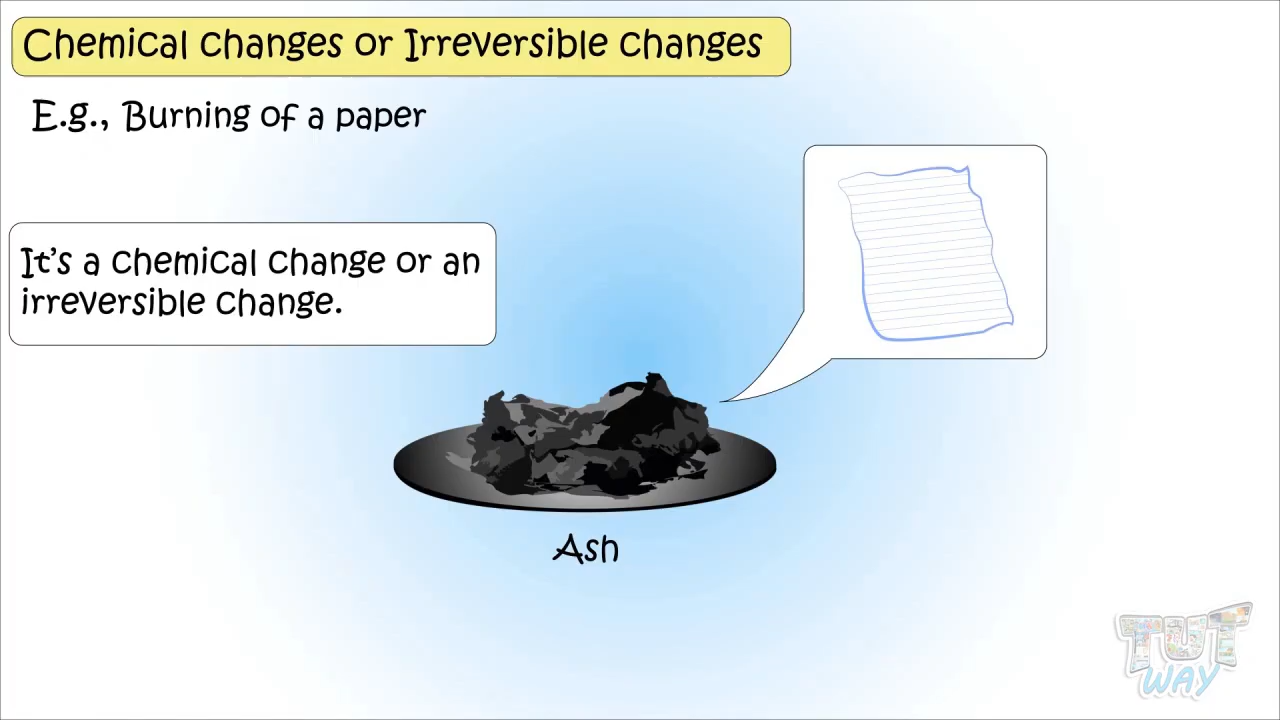 Chemical changes or Irreversible changes
E.g., Burning of a paper
It's a chemical change or an
irreversible change.
Ash
TUT
WAY